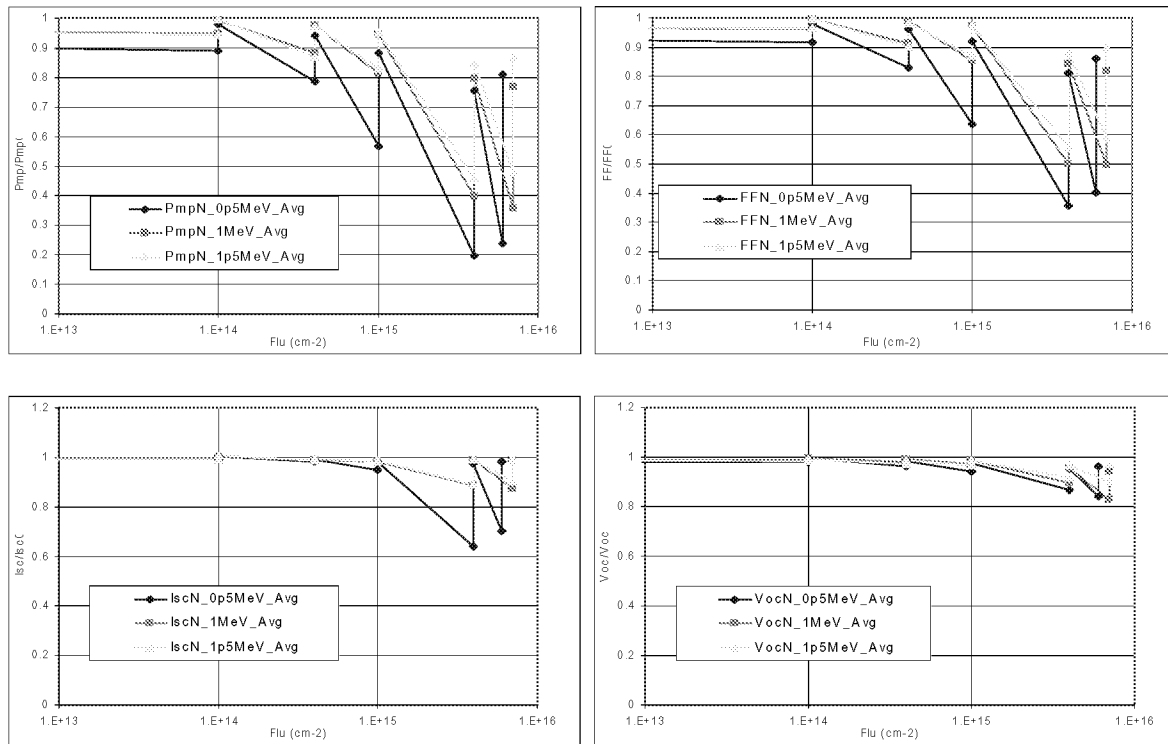 1
0.9
0.8
0.7
0.6
0.5
0.4
0.3
0.2
0.1
0
Pmp/Pmp(
PmpN_0p5MeV_Avg
PmpN_1MeV_Avg
PmpN_1p5MeV_Avg
1.E+13 1.E+14 1.E+15 1.E+16
Flu (cm-2)
1
0.9
0.8
0.7
0.6
0.5
0.4
0.3
0.2
0.1
0
FF/FF(
FFN_0p5MeV_Avg
FFN_1MeV_Avg
FFN_1p5MeV_Avg
1.E+13 1.E+14 1.E+15 1.E+16
Flu (cm-2)
1.2
1
0.8
0.6
0.4
0.2
0
Isc/Isc(
IscN_0p5MeV_Avg
IscN_1MeV_Avg
IscN_1p5MeV_Avg
1.E+13 1.E+14 1.E+15 1.E+16
Flu (cm-2)
1.2
1
0.8
0.6
0.4
0.2
0
Voc/Voc
VocN_0p5MeV_Avg
VocN_1MeV_Avg
VocN_1p5MeV_Avg
1.E+13 1.E+14 1.E+15 1.E+16
Flu (cm-2)